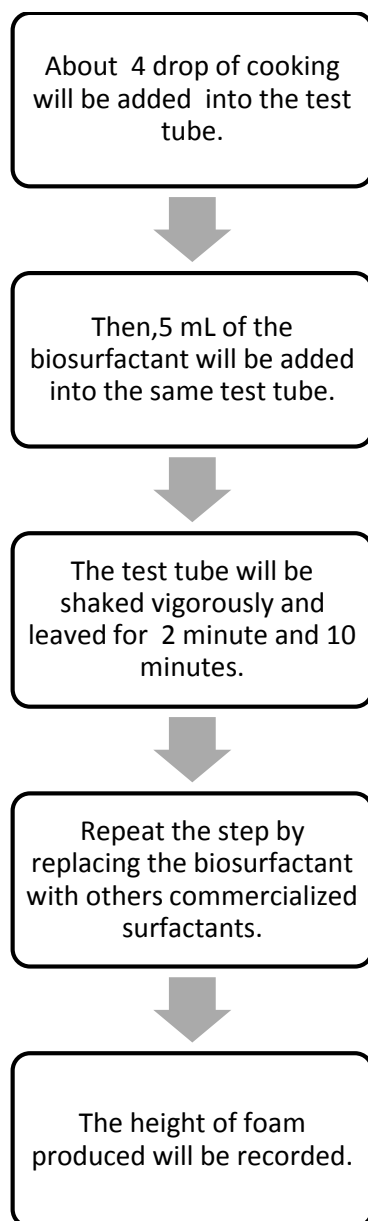 About 4 drop of cooking
will be added into the test
tube.
Then,5 mL of the
biosurfactant will be added
into the same test tube.
The test tube will be
shaked vigorously and
leaved for 2 minute and 10
minutes.
Repeat the step by
replacing the biosurfactant
with others commercialized
surfactants.
The height of foam
produced will be recorded.